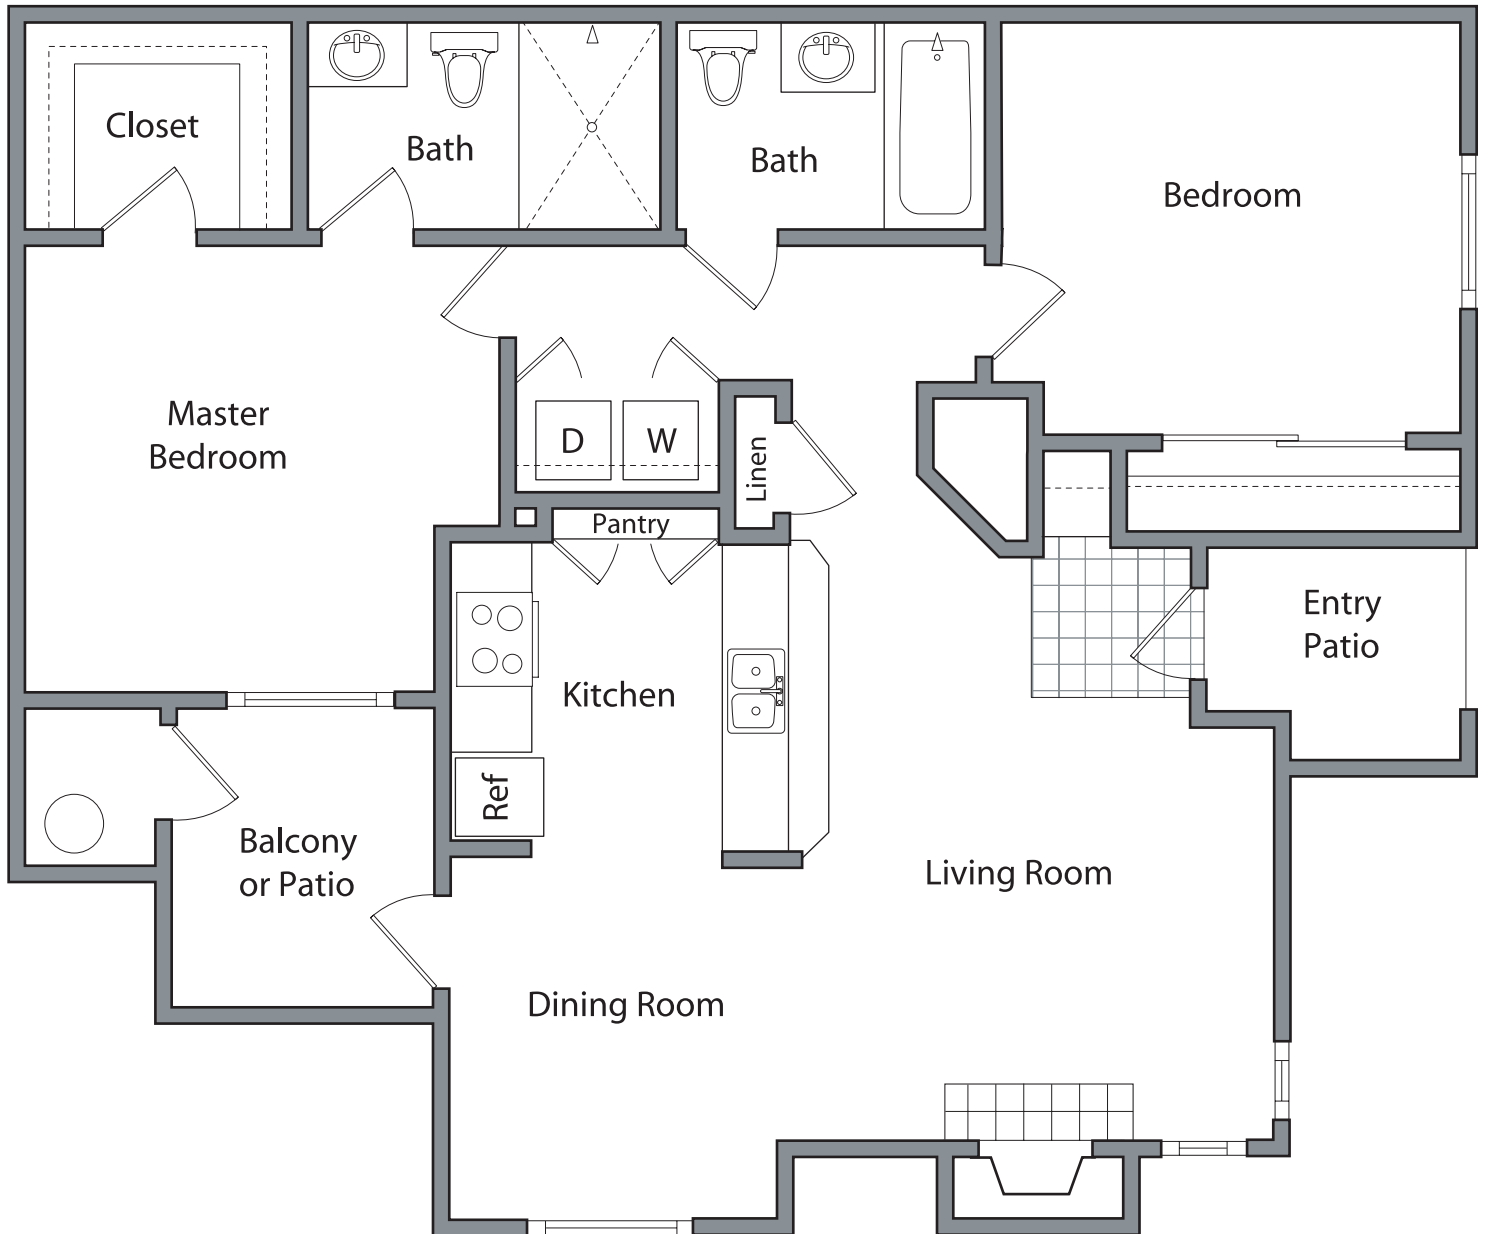 Closet
Bath
Bath
Bedroom
Master
Bedroom
D
W
Linen
Pantry
Entry
Patio
Kitchen
Ref
Balcony
or Patio
Living Room
Dining Room